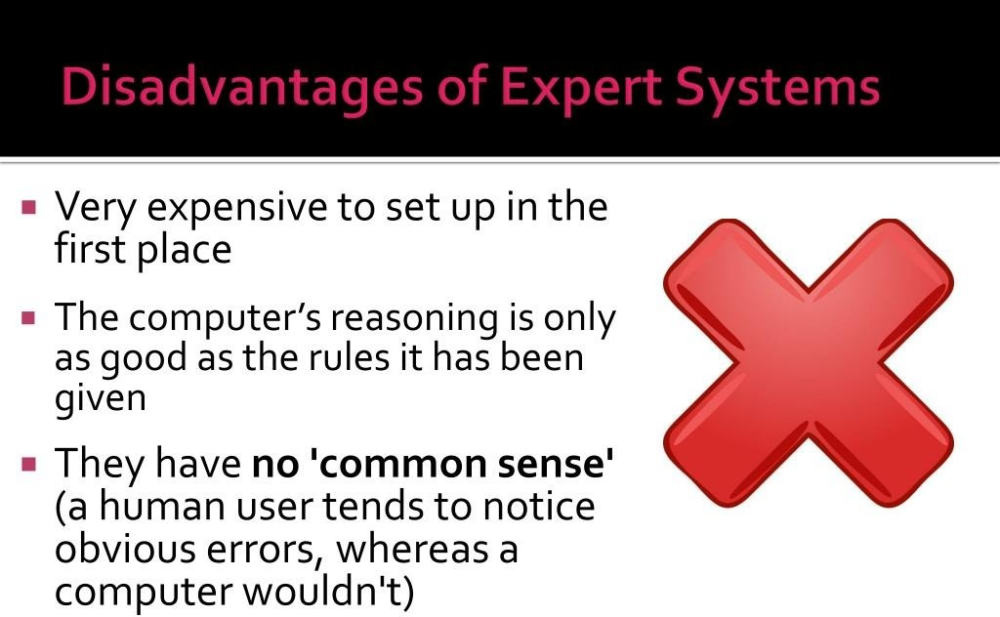 Disadvantages of Expert Systems
▪ Very expensive to set up in the
first place
▪ The computer’s reasoning is only
as good as the rules it has been
given
▪ They have no 'common sense'
(a human user tends to notice
obvious errors, whereas a
computer wouldn't)